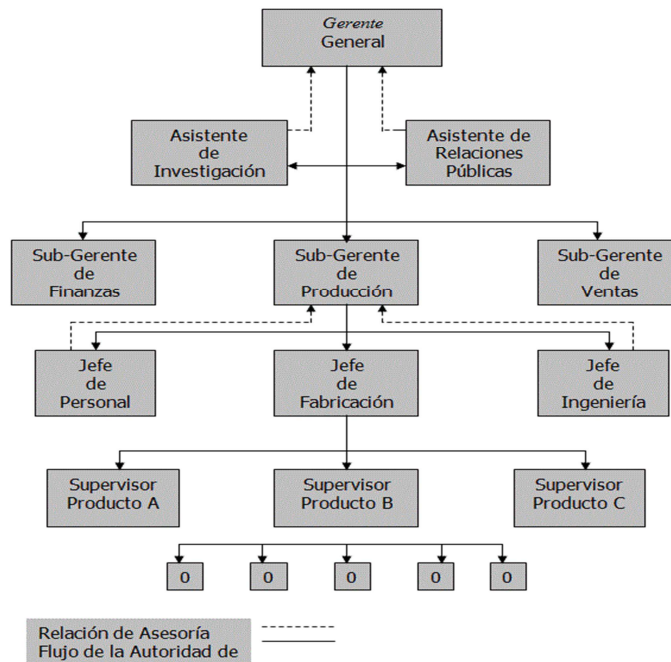 Gerente
General
Asistente
de
Investigación
Asistente de
Relaciones
Públicas
Sub-Gerente
de
Finanzas
Sub-Gerente
de
Producción
Sub-Gerente
de
Ventas
Jefe
de
Personal
Jefe
de
Fabricación
Jefe
de
Ingeniería
Supervisor
Producto A
Supervisor
Producto B
Supervisor
Producto C
0
0
0
0
0
Relación de Asesoría
Flujo de la Autoridad de